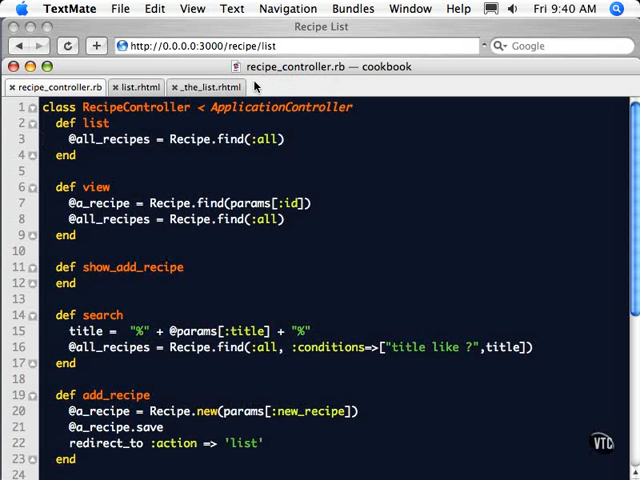 TextMate File Edit View Text Navigation Bundles Window Help Fri 9:40 AM
Recipe List
http://0.0.0.0:3000/recipe/list Google
recipe_controller.rb — cookbook
recipe_controller.rb list.rhtml _the_list.rhtml
1 class RecipeController < ApplicationController
2 def list
3 @all_recipes = Recipe.find(:all)
4 end
5
6 def view
7 @a_recipe = Recipe.find(params[:id])
8 @all_recipes = Recipe.find(:all)
9 end
10
11 def show_add_recipe
12 end
13
14 def search
15 title = "%" + @params[:title] + "%"
16 @all_recipes = Recipe.find(:all, :conditions=>["title like ?",title])
17 end
18
19 def add_recipe
20 @a_recipe = Recipe.new(params[:new_recipe])
21 @a_recipe.save
22 redirect_to :action => 'list'
23 end
24
VTC